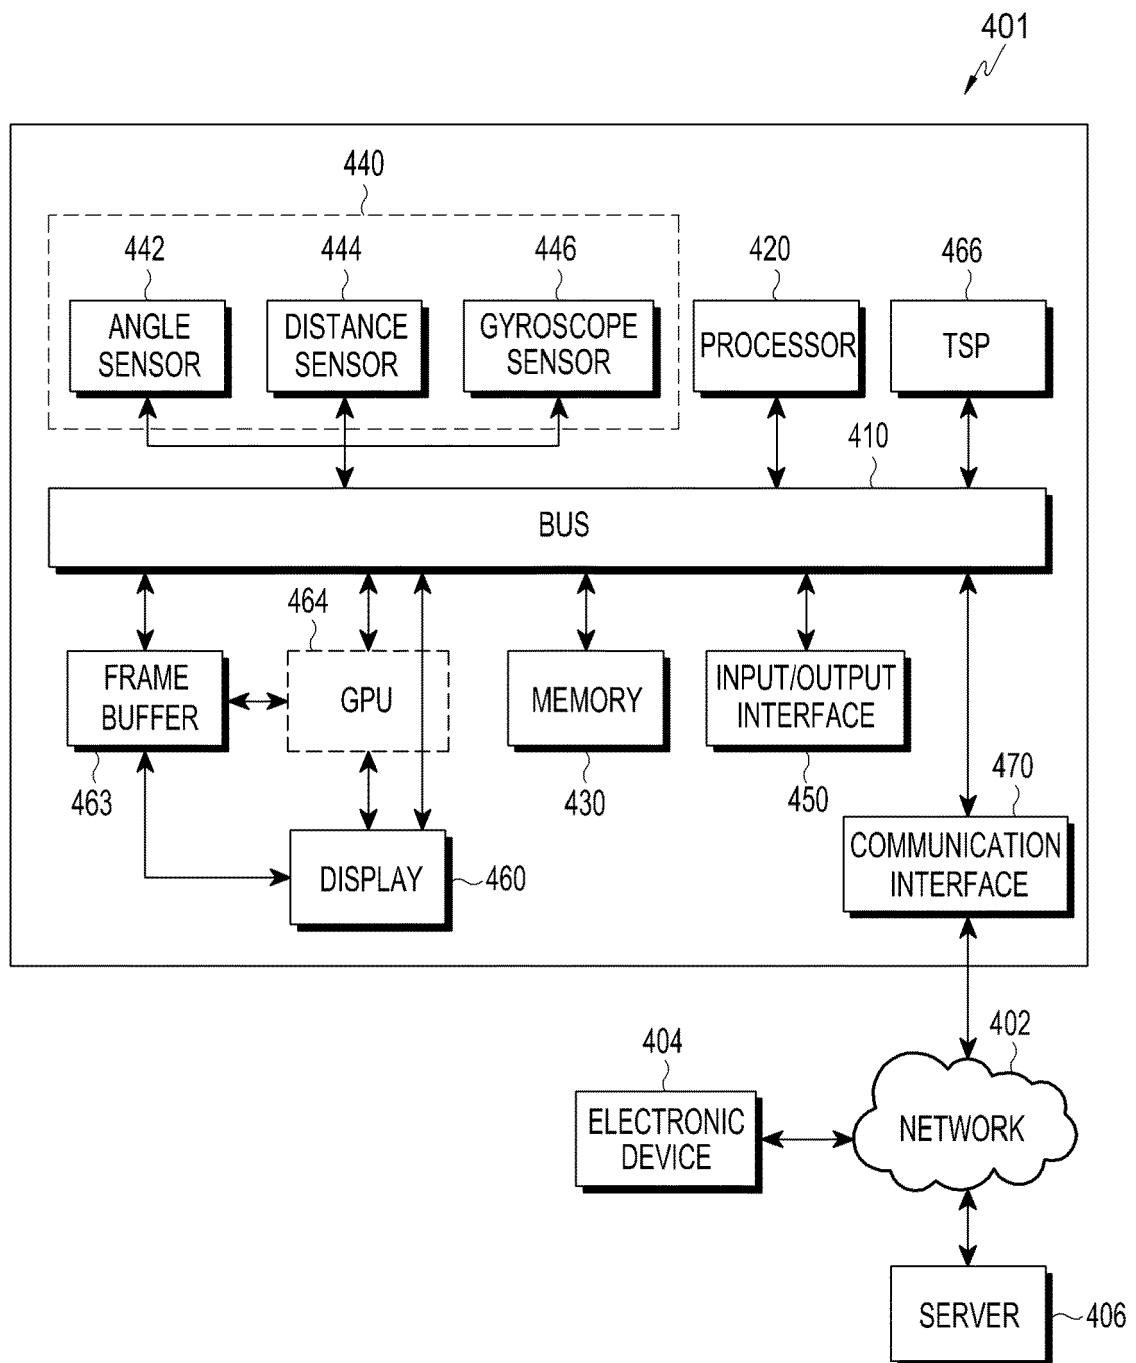 401
440
442
444
446
420
466
ANGLE
SENSOR
DISTANCE
SENSOR
GYROSCOPE
SENSOR
PROCESSOR
TSP
410
BUS
464
FRAME
BUFFER
GPU
MEMORY
INPUT/OUTPUT
INTERFACE
463
430
450
470
DISPLAY
460
COMMUNICATION
INTERFACE
404
402
ELECTRONIC
DEVICE
NETWORK
SERVER
406